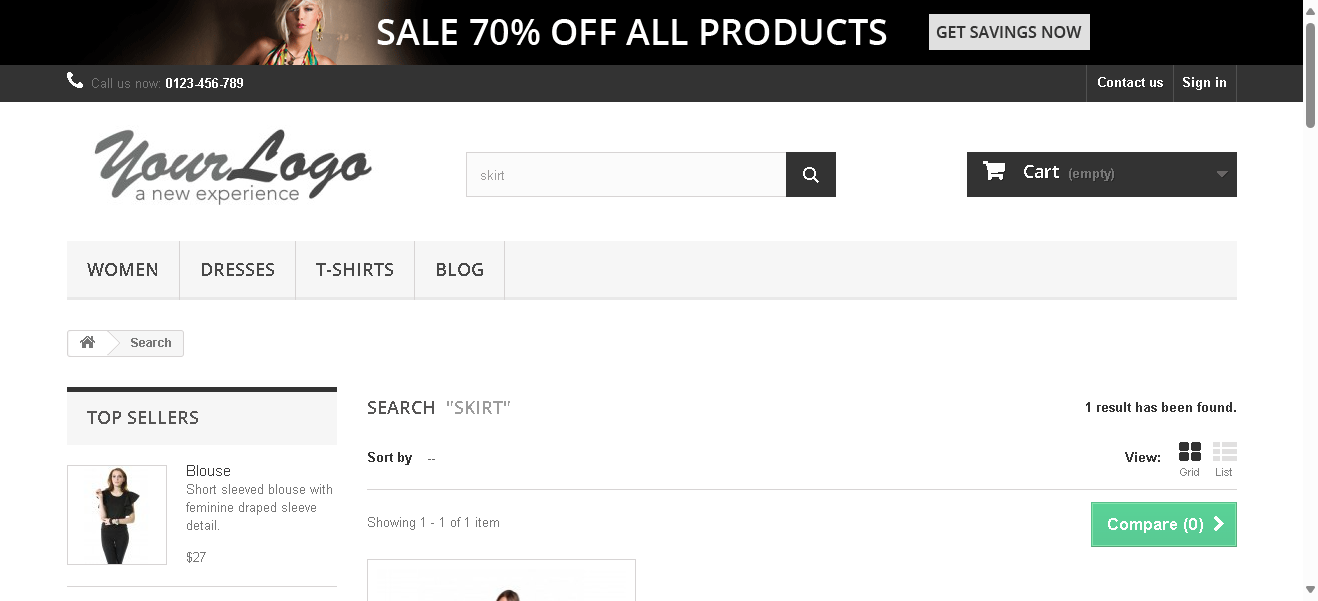 SALE 70% OFF ALL PRODUCTS
GET SAVINGS NOW
Call us now: 0123-456-789
Contact us
Sign in
YourLogo
a new experience
skirt
Cart (empty)
WOMEN
DRESSES
T-SHIRTS
BLOG
Search
TOP SELLERS
Blouse
Short sleeved blouse with
feminine draped sleeve
detail.
$27
SEARCH "SKIRT"
1 result has been found.
Sort by --
View:
Grid
List
Showing 1 - 1 of 1 item
Compare (0)